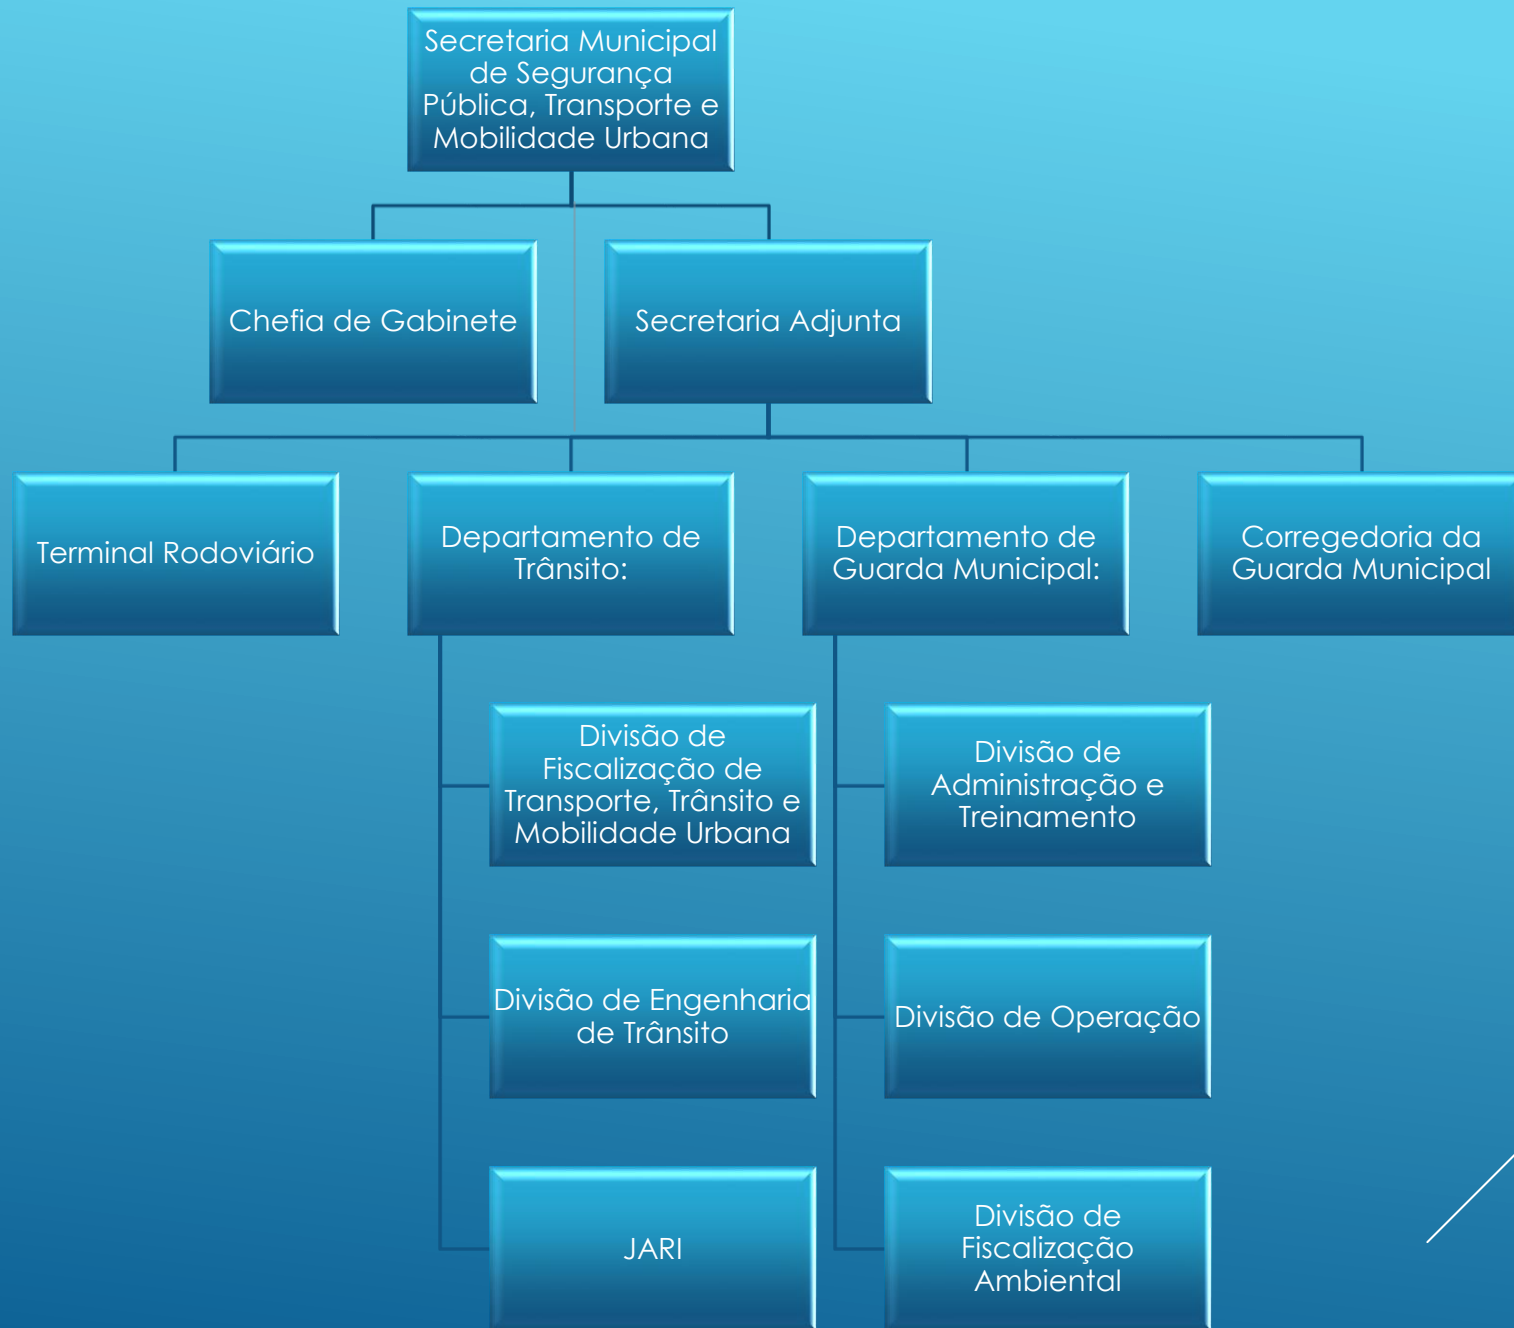 Secretaria Municipal
de Segurança
Pública, Transporte e
Mobilidade Urbana
Chefia de Gabinete
Secretaria Adjunta
Terminal Rodoviário
Departamento de
Trânsito:
Departamento de
Guarda Municipal:
Corregedoria da
Guarda Municipal
Divisão de
Fiscalização de
Transporte, Trânsito e
Mobilidade Urbana
Divisão de
Administração e
Treinamento
Divisão de Engenharia
de Trânsito
Divisão de Operação
JARI
Divisão de
Fiscalização
Ambiental